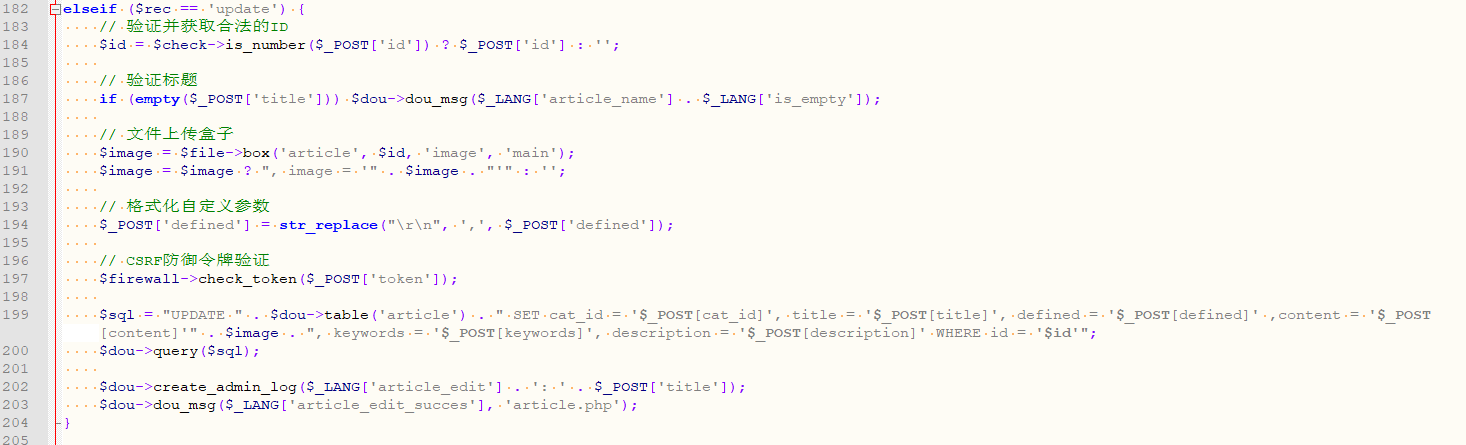 182 elseif ($rec == 'update') {
183 // 验证并获取合法的ID
184 $id = $check->is_number($_POST['id']) ? $_POST['id'] : '';
185
186 // 验证标题
187 if (empty($_POST['title'])) $dou->dou_msg($_LANG['article_name'] . $_LANG['is_empty']);
188
189 // 文件上传盒子
190 $image = $file->box('article', $id, 'image', 'main');
191 $image = $image ? ", image = '" . $image . "'" : '';
192
193 // 格式化自定义参数
194 $_POST['defined'] = str_replace("\r\n", ',', $_POST['defined']);
195
196 // CSRF防御令牌验证
197 $firewall->check_token($_POST['token']);
198
199 $sql = "UPDATE " . $dou->table('article') . " SET cat_id = '$_POST[cat_id]', title = '$_POST[title]', defined = '$_POST[defined]' ,content = '$_POST
[content]'" . $image . ", keywords = '$_POST[keywords]', description = '$_POST[description]' WHERE id = '$id'";
200 $dou->query($sql);
201
202 $dou->create_admin_log($_LANG['article_edit'] . ': ' . $_POST['title']);
203 $dou->dou_msg($_LANG['article_edit_succes'], 'article.php');
204 }
205